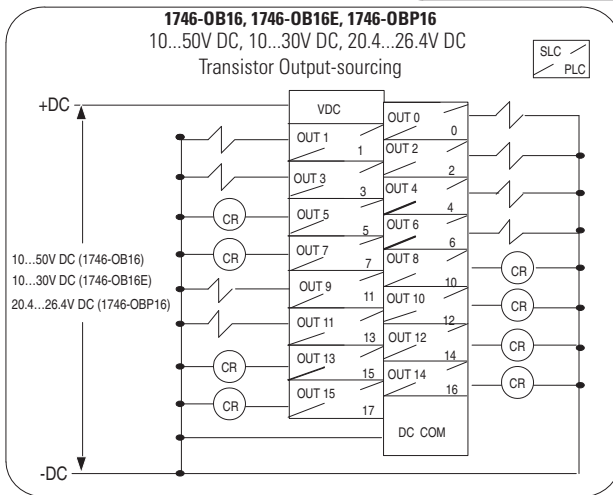 1746-OB16, 1746-OB16E, 1746-OBP16
10...50V DC, 10...30V DC, 20.4...26.4V DC
Transistor Output-sourcing
SLC
PLC
+DC
VDC
OUT 0
0
OUT 1
1
OUT 2
2
OUT 3
3
OUT 4
4
CR
OUT 5
5
OUT 6
6
CR
OUT 7
7
OUT 8
10
CR
10...50V DC (1746-OB16)
10...30V DC (1746-OB16E)
20.4...26.4V DC (1746-OBP16)
OUT 9
11
OUT 10
12
CR
OUT 11
13
OUT 12
14
CR
CR
OUT 13
15
OUT 14
16
CR
CR
OUT 15
17
DC COM
-DC